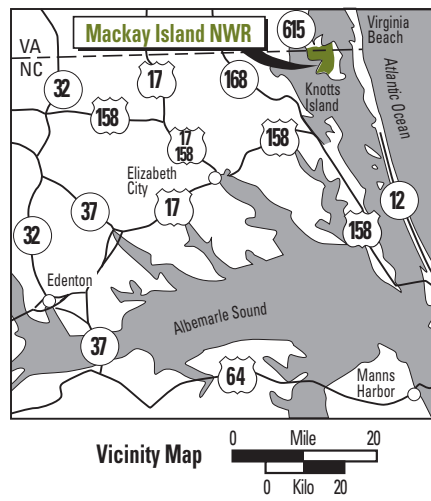 Mackay Island NWR
615
Virginia
Beach
VA
NC
32
17
168
Knotts
Island
Atlantic Ocean
158
17
158
158
Elizabeth
City
37
17
12
32
158
Edenton
Albemarle Sound
37
64
Manns
Harbor
Vicinity Map
0 Mile 20
0 Kilo 20